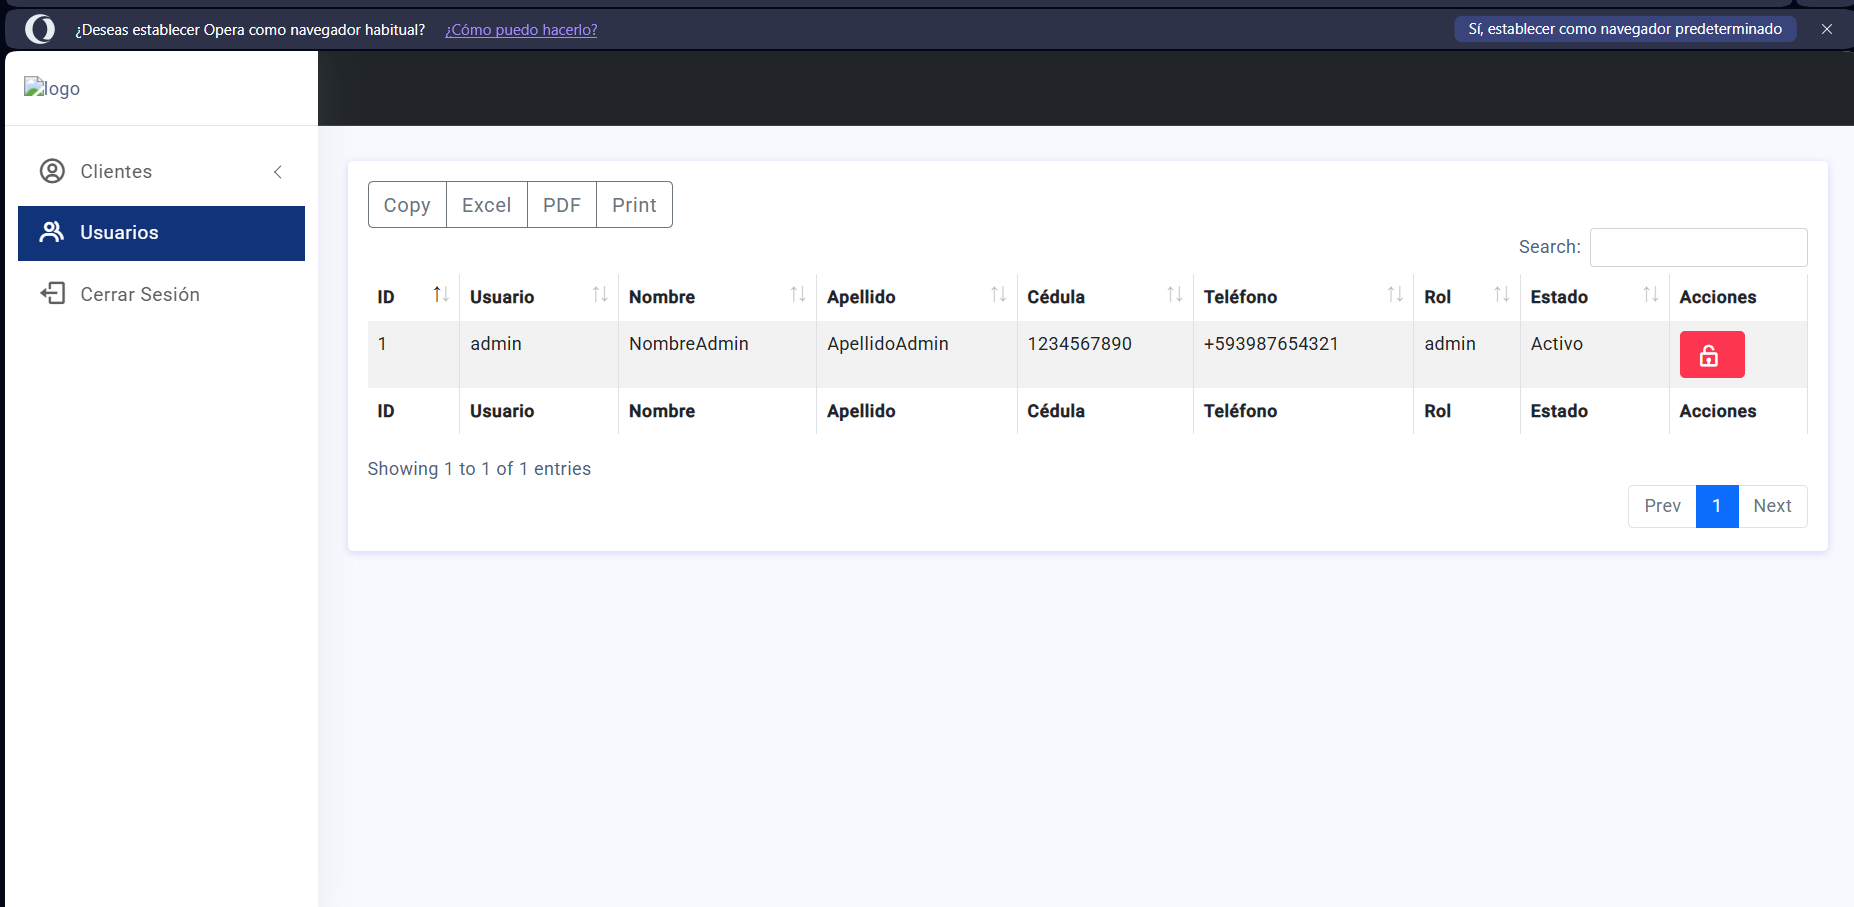 ¿Deseas establecer Opera como navegador habitual? ¿Cómo puedo hacerlo? Sí, establecer como navegador predeterminado
logo
Clientes
Usuarios
Cerrar Sesión
Copy Excel PDF Print
Search:
ID Usuario Nombre Apellido Cédula Teléfono Rol Estado Acciones
1 admin NombreAdmin ApellidoAdmin 1234567890 +593987654321 admin Activo
ID Usuario Nombre Apellido Cédula Teléfono Rol Estado Acciones
Showing 1 to 1 of 1 entries
Prev 1 Next